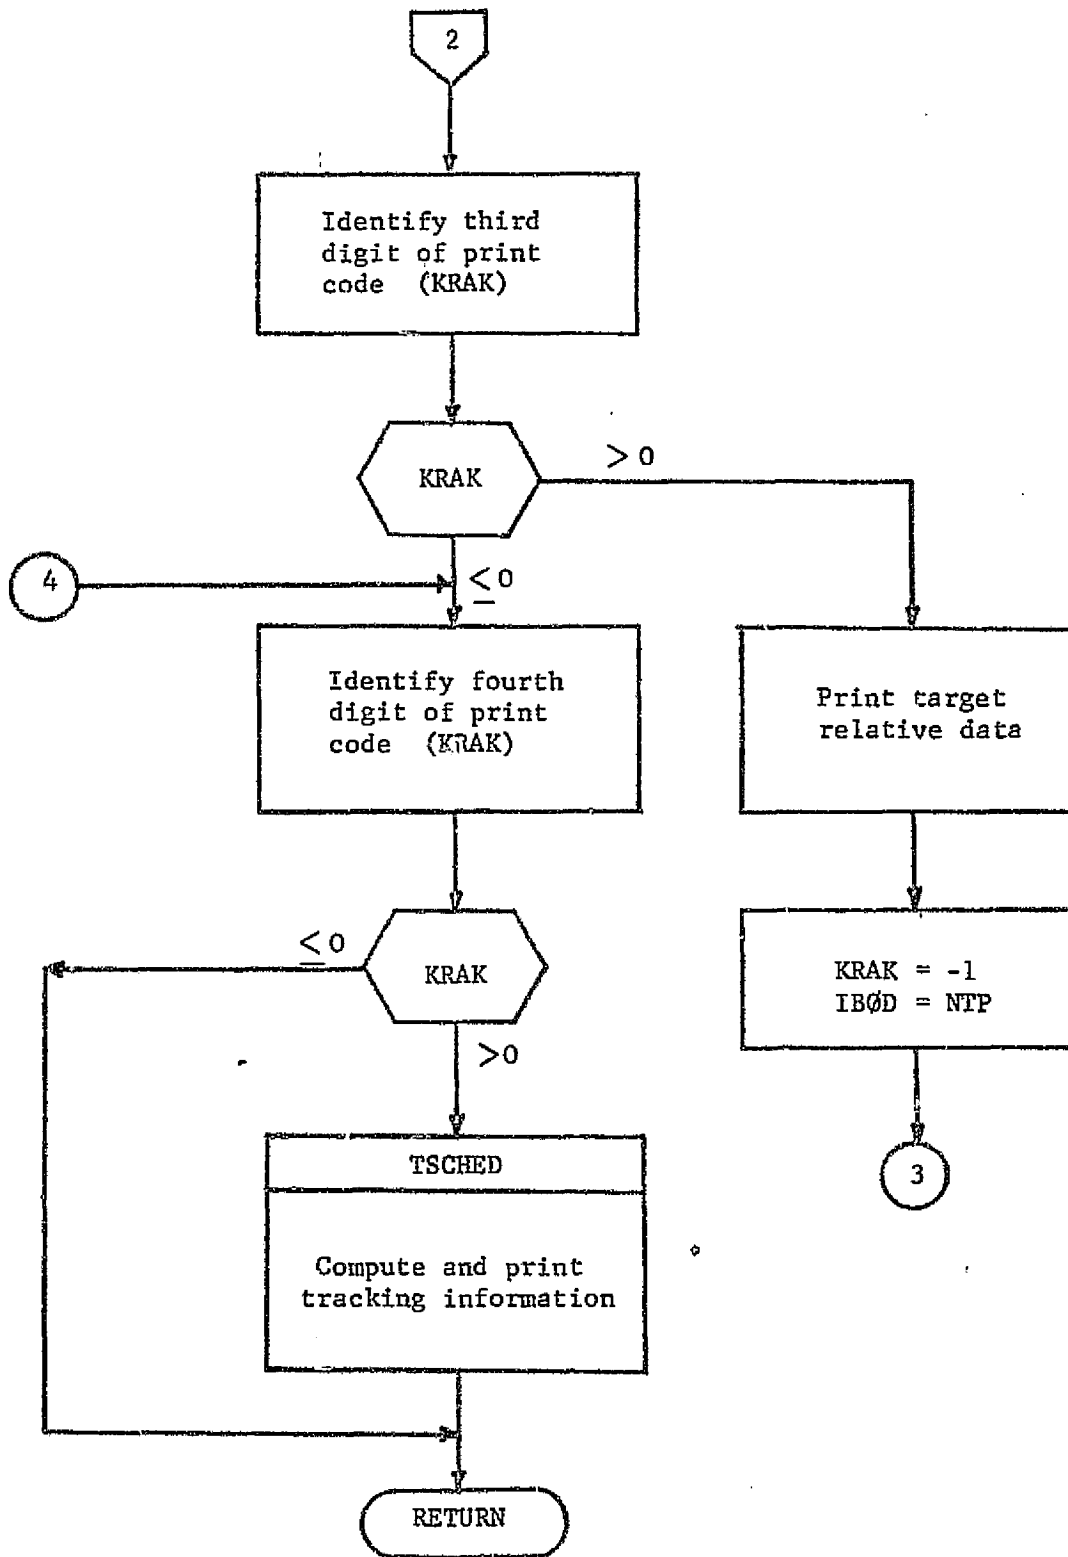 2
Identify third
digit of print
code (KRAK)
KRAK
> 0
4
≤ 0
Identify fourth
digit of print
code (KRAK)
Print target
relative data
KRAK
≤ 0
>0
KRAK = -1
IBØD = NTP
TSCHED
3
Compute and print
tracking information
RETURN